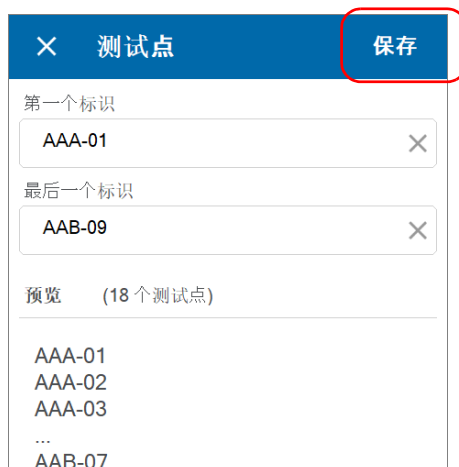 测试点 保存
第一个标识
AAA-01
最后一个标识
AAB-09
预览 (18 个测试点)
AAA-01
AAA-02
AAA-03
...
AAB-07